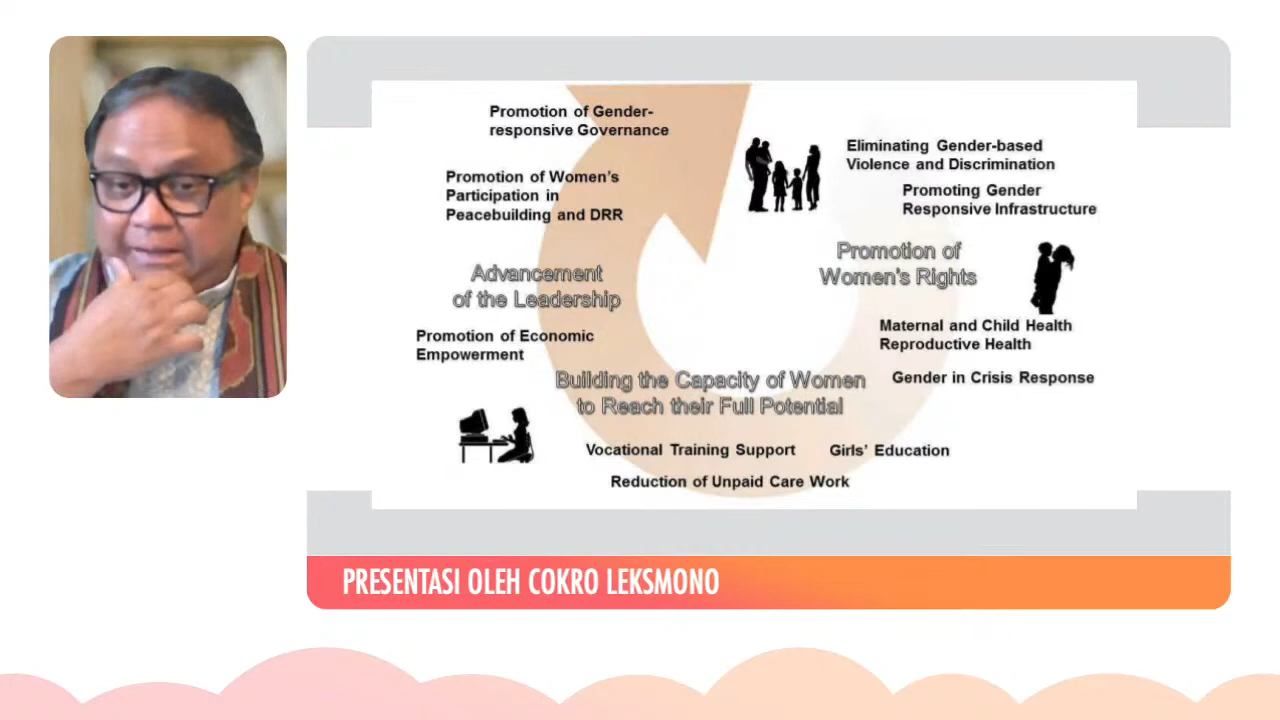 Promotion of Gender-
responsive Governance
Promotion of Women's
Participation in
Peacebuilding and DRR
Advancement
of the Leadership
Promotion of Economic
Empowerment
Eliminating Gender-based
Violence and Discrimination
Promoting Gender
Responsive Infrastructure
Promotion of
Women's Rights
Maternal and Child Health
Reproductive Health
Gender in Crisis Response
Building the Capacity of Women
to Reach their Full Potential
Vocational Training Support
Girls' Education
Reduction of Unpaid Care Work
PRESENTASI OLEH COKRO LEKSMONO